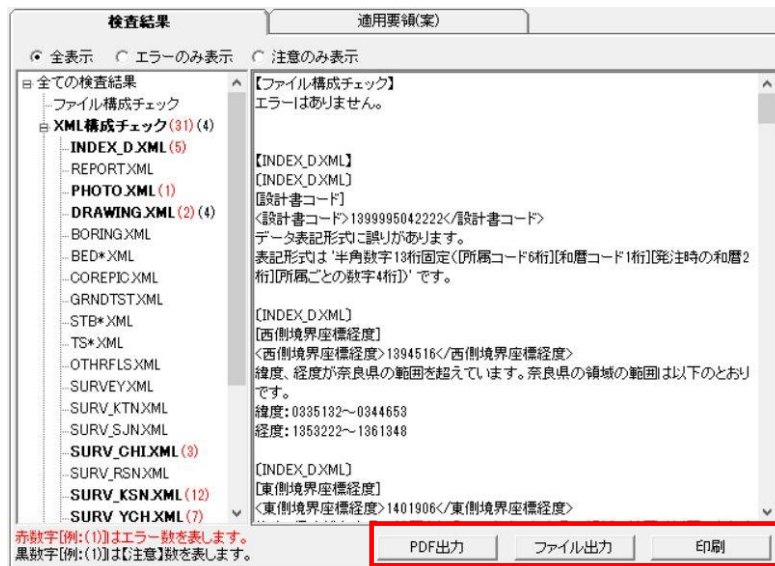 検査結果
適用要領(案)
全表示 エラーのみ表示 注意のみ表示
全ての検査結果
ファイル構成チェック
XML構成チェック(31)(4)
INDEX_D.XML(5)
REPORT.XML
PHOTO.XML(1)
DRAWING.XML(2)(4)
BORING.XML
BED*.XML
COREPIC.XML
GRNDTST.XML
STB*.XML
TS*.XML
OTHRFLS.XML
SURVEY.XML
SURV_KTN.XML
SURV_SJN.XML
SURV_CHI.XML(3)
SURV_RSN.XML
SURV_KSN.XML(12)
SURV_YCH.XML(7)
【ファイル構成チェック】
エラーはありません。
【INDEX_D.XML】
[INDEX_D.XML]
[設計書コード]
<設計書コード>1399995042222</設計書コード>
データ表記形式に誤りがあります。
表記形式は '半角数字13桁固定([所属コード6桁][和暦コード1桁][発注時の和暦2
桁][所属ごとの数字4桁])' です。
[INDEX_D.XML]
[西側境界座標経度]
<西側境界座標経度>1394516</西側境界座標経度>
緯度、経度が奈良県の範囲を超えています。奈良県の領域の範囲は以下のとおり
です。
緯度:0335132～0344653
経度:1353222～1361348
[INDEX_D.XML]
[東側境界座標経度]
<東側境界座標経度>1401906</東側境界座標経度>
赤数字[例:(1)]はエラー数を表します。
黒数字[例:(1)]は【注意】数を表します。
PDF出力 ファイル出力 印刷